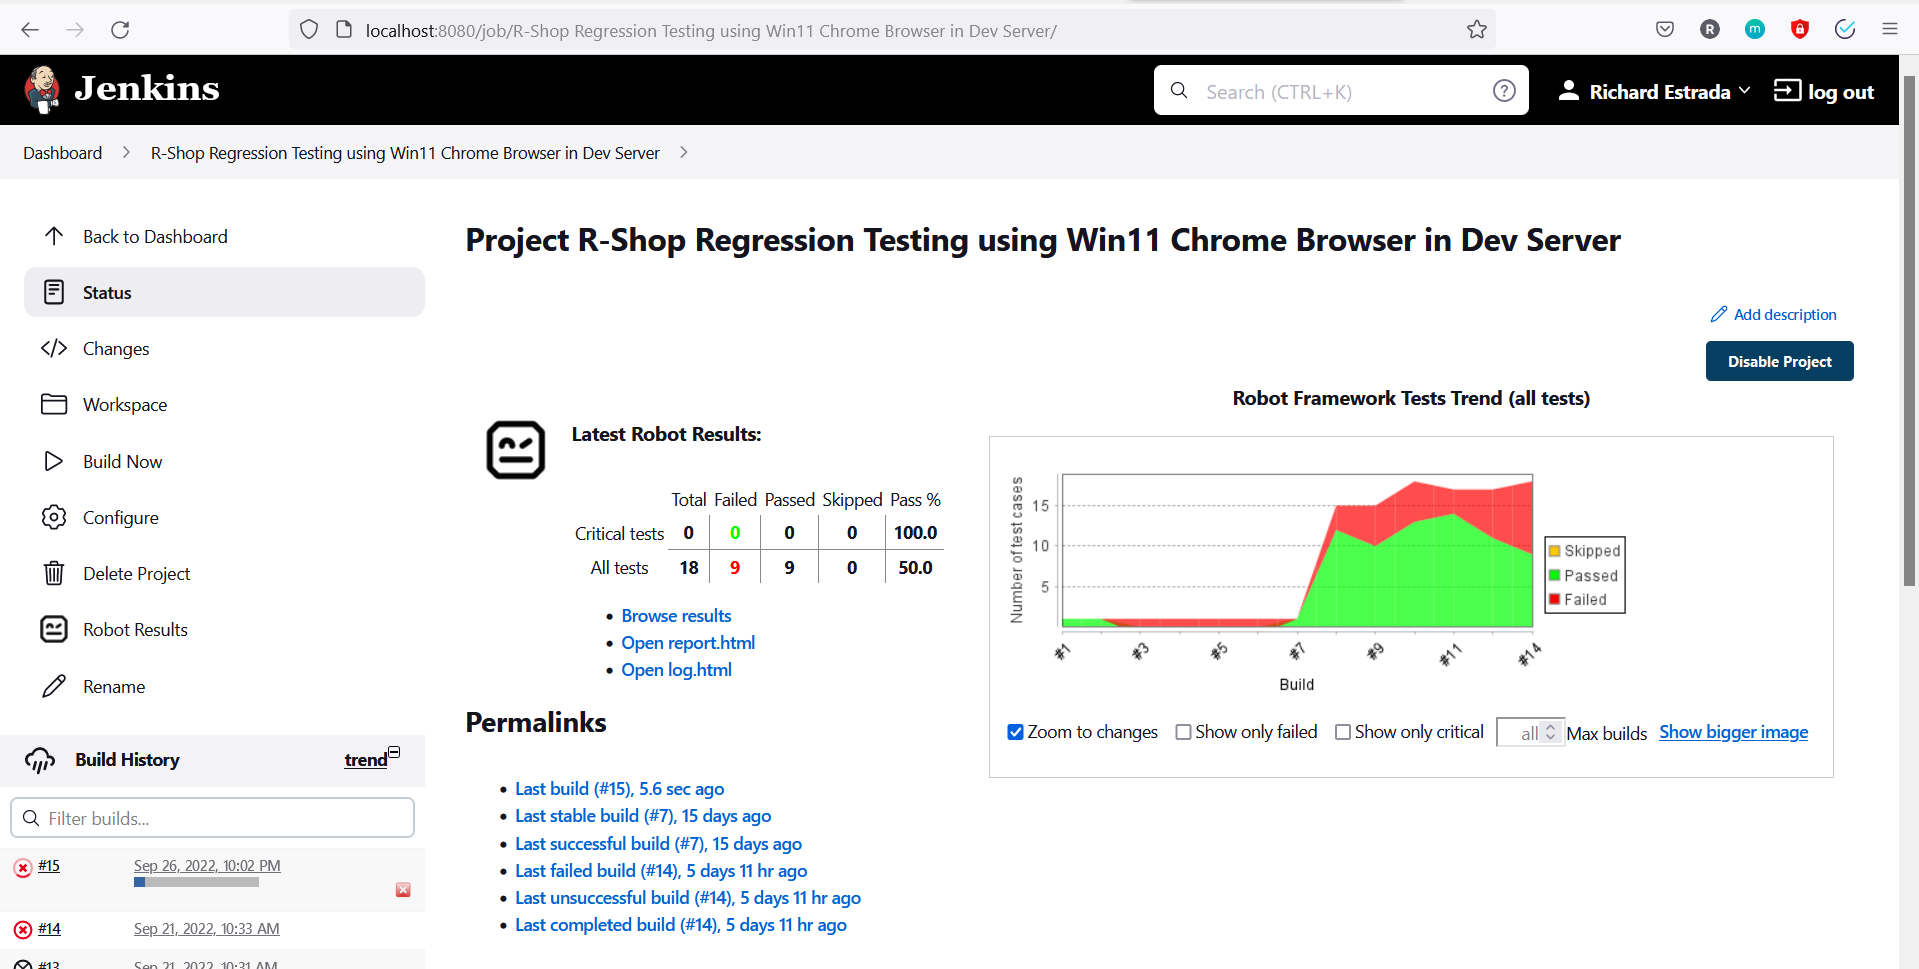 localhost:8080/job/R-Shop Regression Testing using Win11 Chrome Browser in Dev Server/
R
m
Jenkins
Search (CTRL+K)
?
Richard Estrada
log out
Dashboard
R-Shop Regression Testing using Win11 Chrome Browser in Dev Server
Back to Dashboard
Status
Changes
Workspace
Build Now
Configure
Delete Project
Robot Results
Rename
Build History
trend
Filter builds...
#15
Sep 26, 2022, 10:02 PM
#14
Sep 21, 2022, 10:33 AM
#13
Sep 21, 2022, 10:31 AM
Project R-Shop Regression Testing using Win11 Chrome Browser in Dev Server
Add description
Disable Project
Latest Robot Results:
Total Failed Passed Skipped Pass %
Critical tests 0 0 0 0 100.0
All tests 18 9 9 0 50.0
Browse results
Open report.html
Open log.html
Permalinks
Last build (#15), 5.6 sec ago
Last stable build (#7), 15 days ago
Last successful build (#7), 15 days ago
Last failed build (#14), 5 days 11 hr ago
Last unsuccessful build (#14), 5 days 11 hr ago
Last completed build (#14), 5 days 11 hr ago
Robot Framework Tests Trend (all tests)
Number of test cases
15
10
5
#1 #3 #5 #7 #9 #11 #14
Build
Skipped
Passed
Failed
Zoom to changes Show only failed Show only critical all Max builds Show bigger image